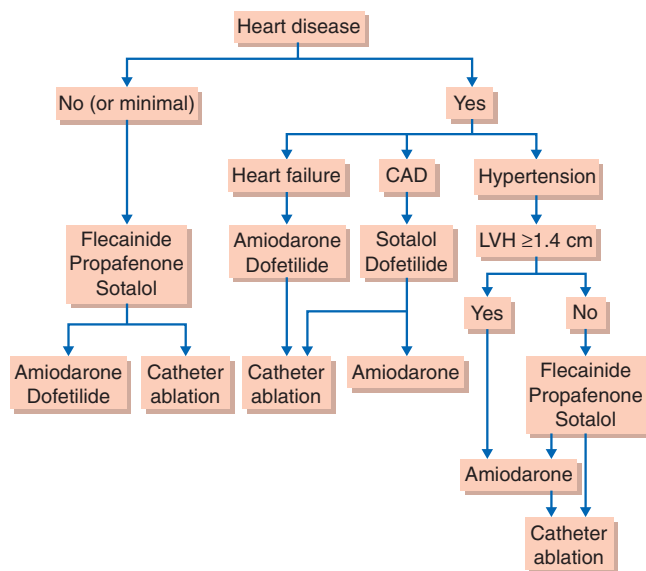 Heart disease
No (or minimal)
Yes
Heart failure
CAD
Hypertension
Flecainide
Propafenone
Sotalol
Amiodarone
Dofetilide
Sotalol
Dofetilide
LVH ≥1.4 cm
Yes
No
Amiodarone
Dofetilide
Catheter
ablation
Catheter
ablation
Amiodarone
Flecainide
Propafenone
Sotalol
Amiodarone
Catheter
ablation